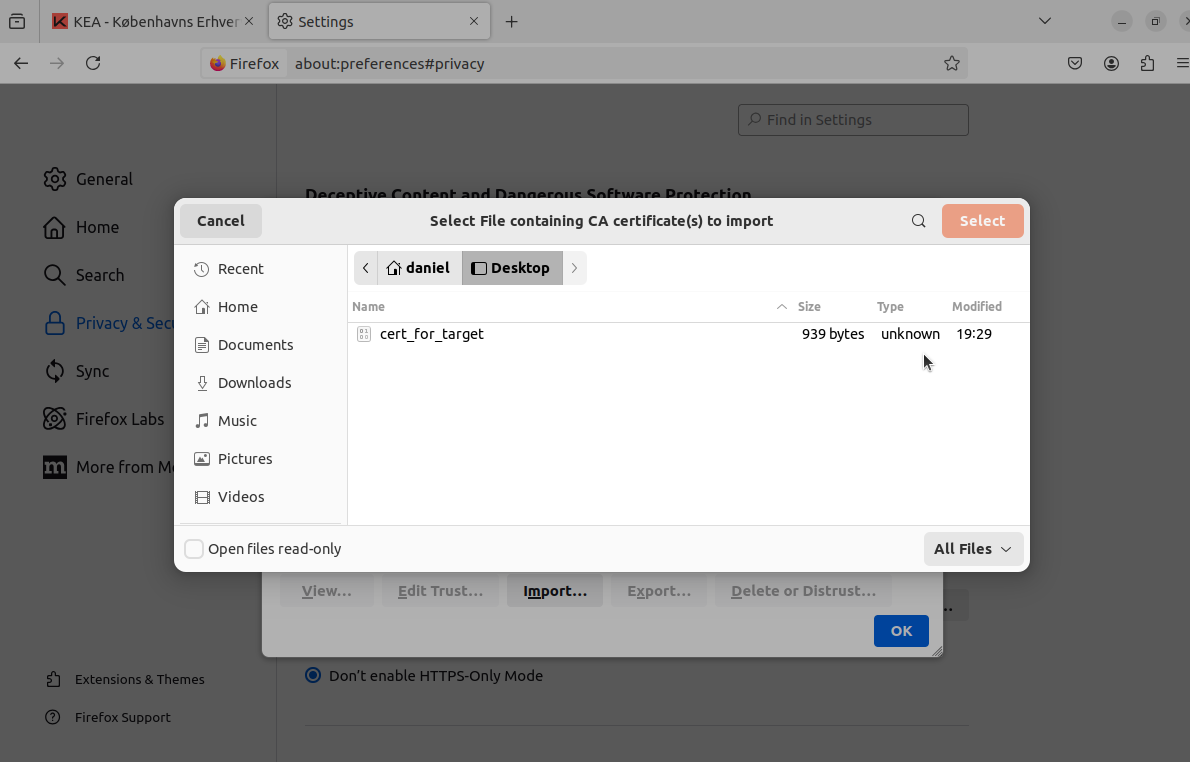 KEA - Københavns Erhver
Settings
Firefox
about:preferences#privacy
Find in Settings
General
Home
Search
Privacy & Secu
Sync
Firefox Labs
More from Mo
Extensions & Themes
Firefox Support
Deceptive Content and Dangerous Software Protection
Cancel
Select File containing CA certificate(s) to import
Select
Recent
Home
Documents
Downloads
Music
Pictures
Videos
daniel
Desktop
Name Size Type Modified
cert_for_target 939 bytes unknown 19:29
Open files read-only
All Files
View… Edit Trust… Import… Export… Delete or Distrust…
OK
Don’t enable HTTPS-Only Mode